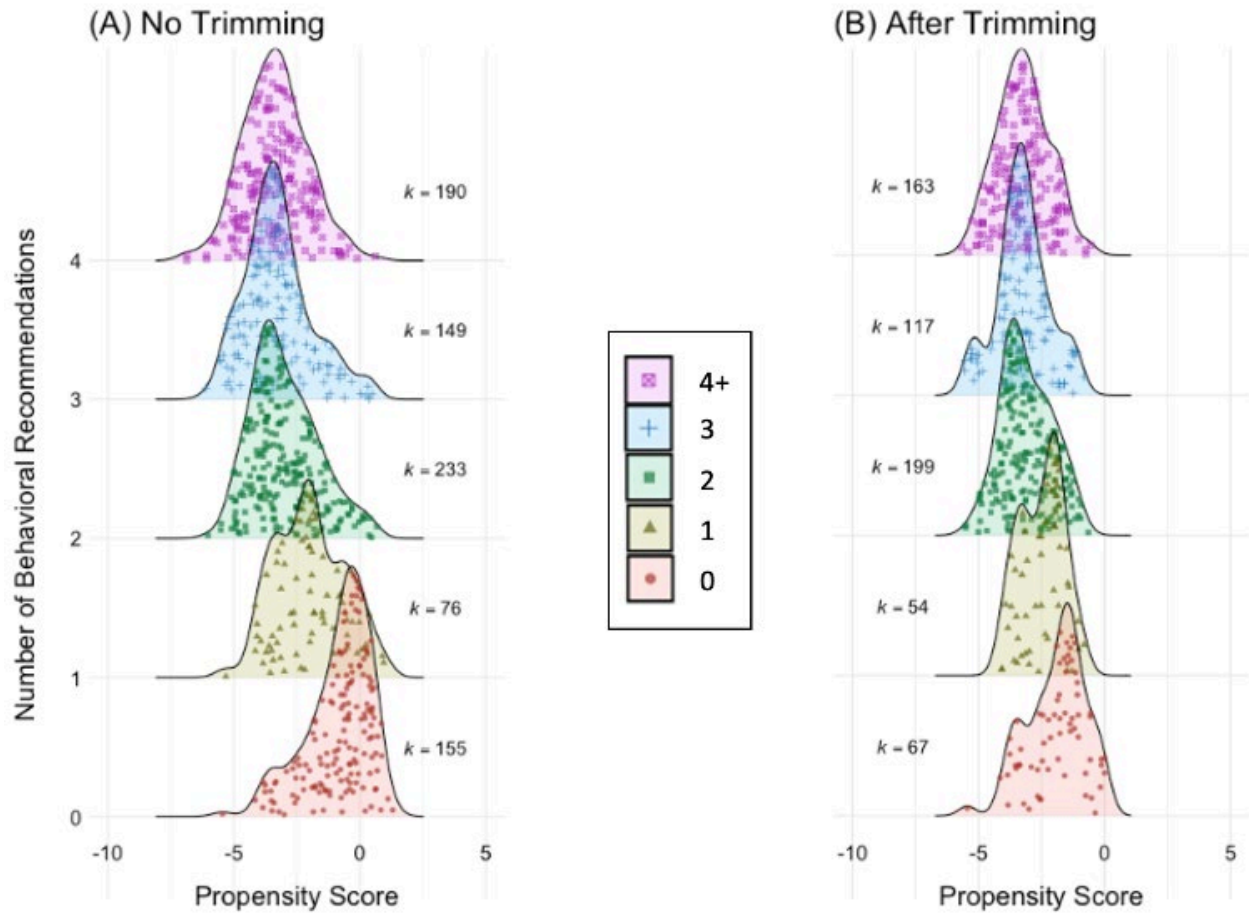 (A) No Trimming
(B) After Trimming
Number of Behavioral Recommendations
4
3
2
1
0
k = 190
k = 149
k = 233
k = 76
k = 155
-10
-5
0
5
Propensity Score
4+
3
2
1
0
k = 163
k = 117
k = 199
k = 54
k = 67
-10
-5
0
5
Propensity Score